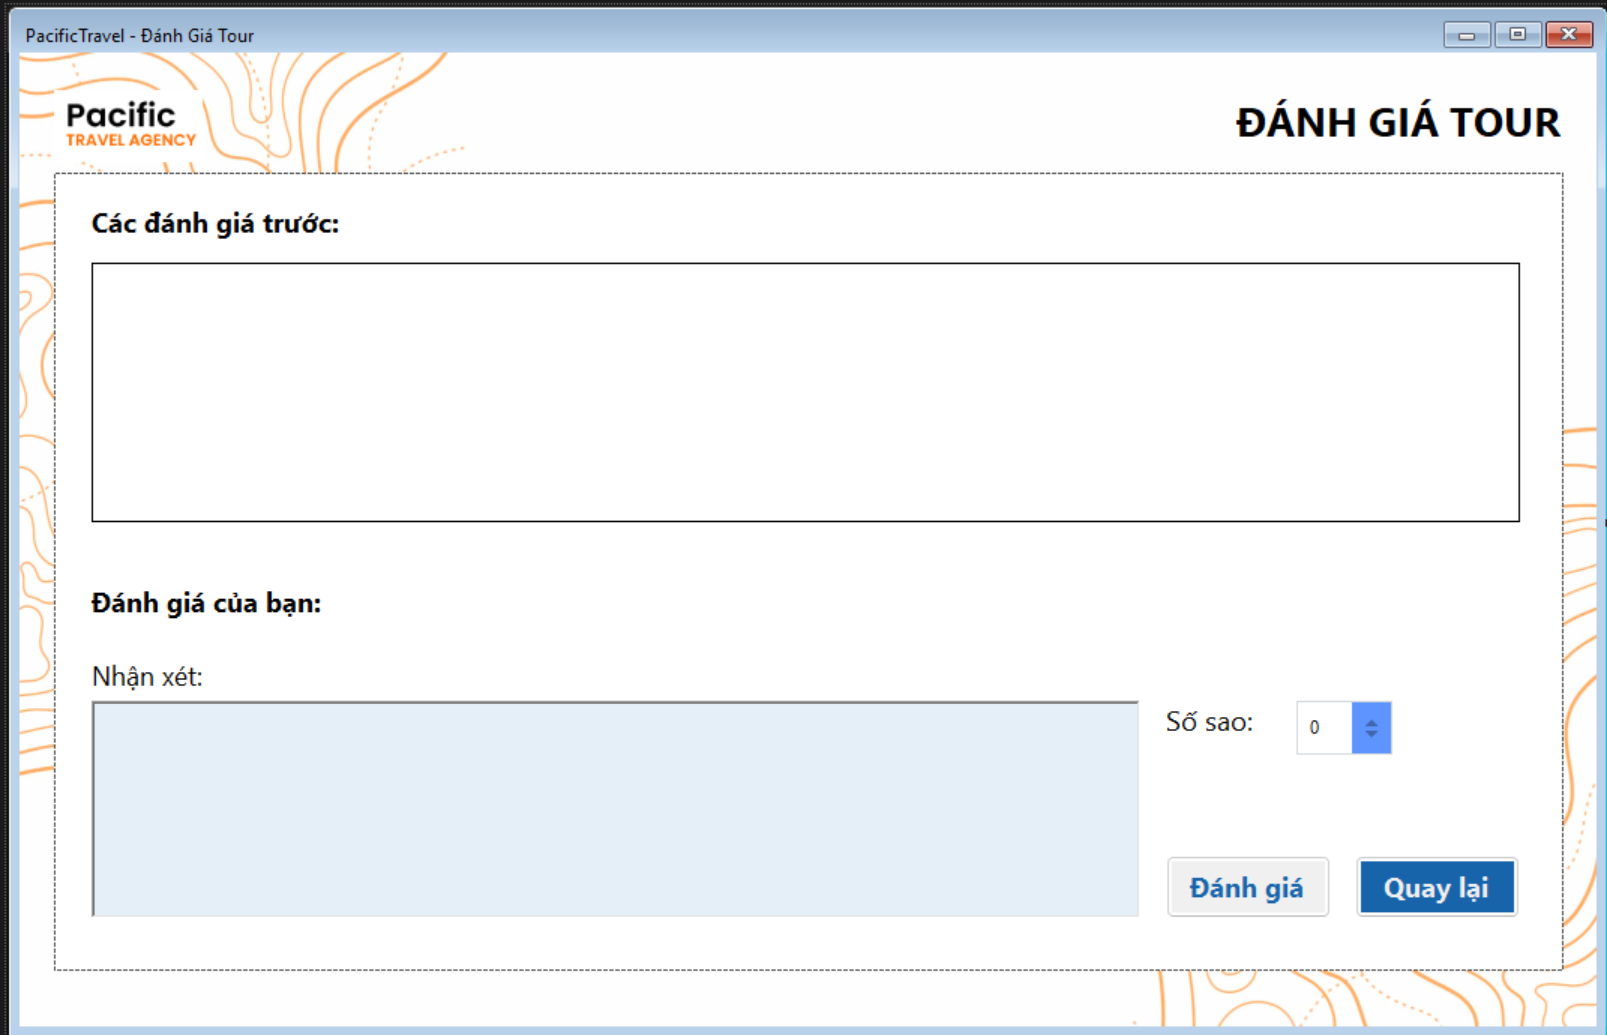 PacificTravel - Đánh Giá Tour
Pacific
TRAVEL AGENCY
ĐÁNH GIÁ TOUR
Các đánh giá trước:
Đánh giá của bạn:
Nhận xét:
Số sao:
0
Đánh giá
Quay lại